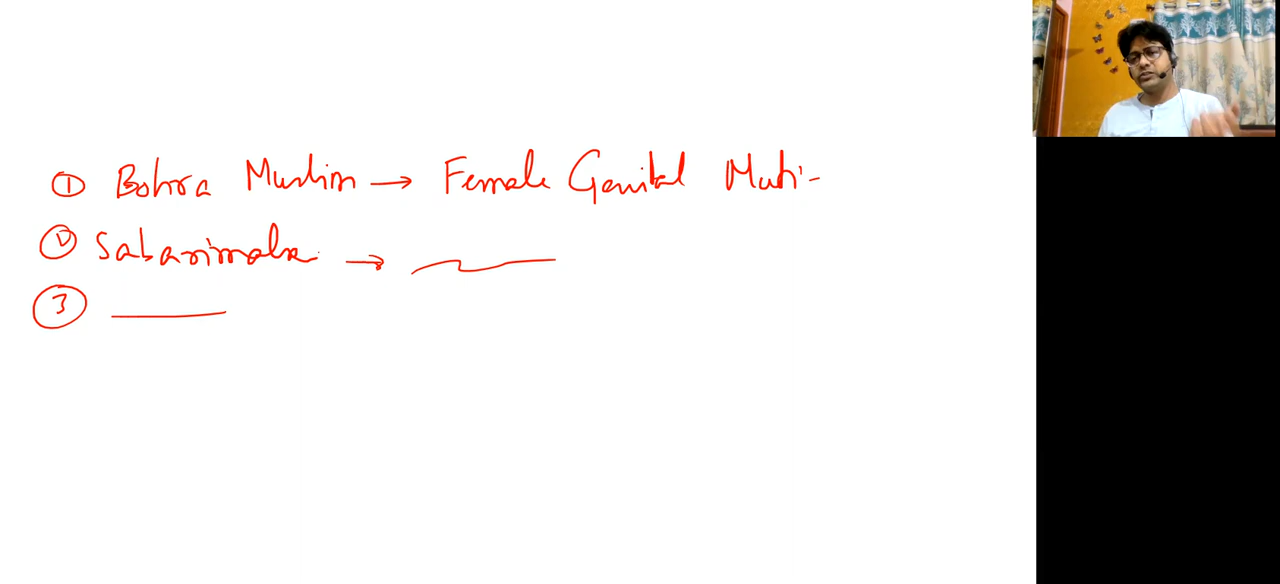 ① Bohra Muslim → Female Genital Muti-
② Sabarimala →
③